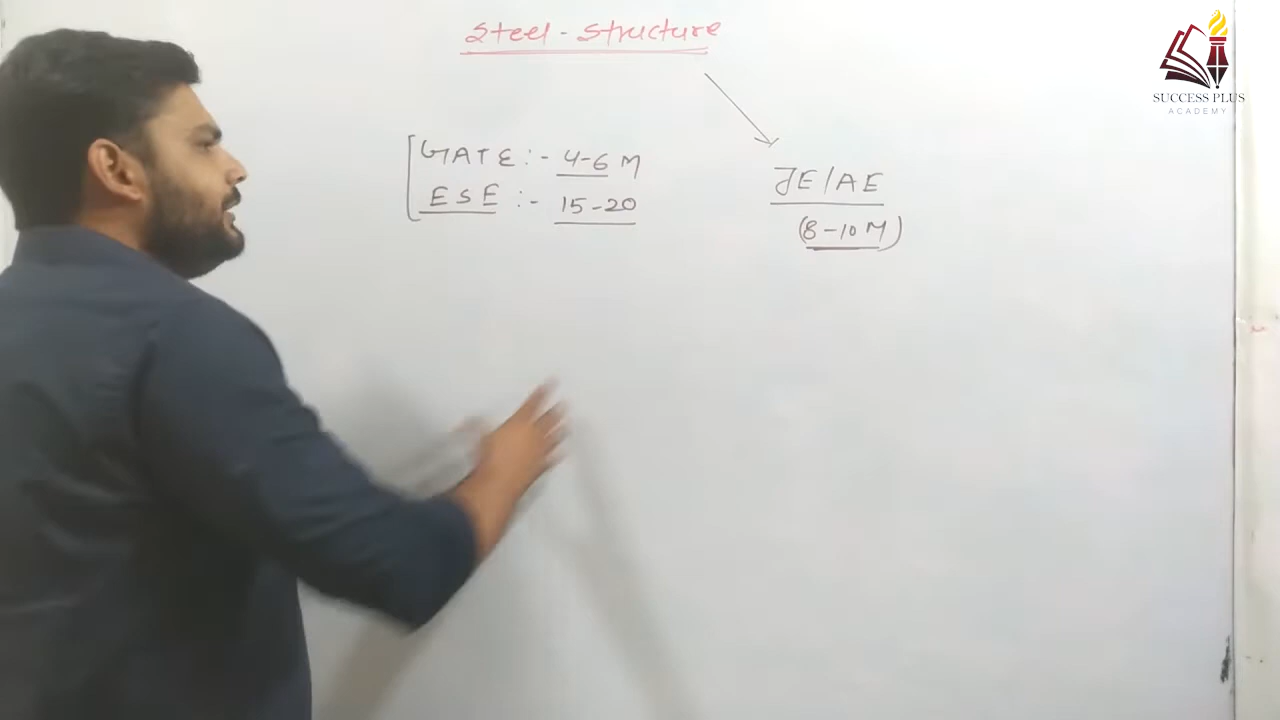 Steel - Structure
GATE :- 4-6 M
ESE :- 15-20
JE/AE
(8-10 M)
SUCCESS PLUS
ACADEMY